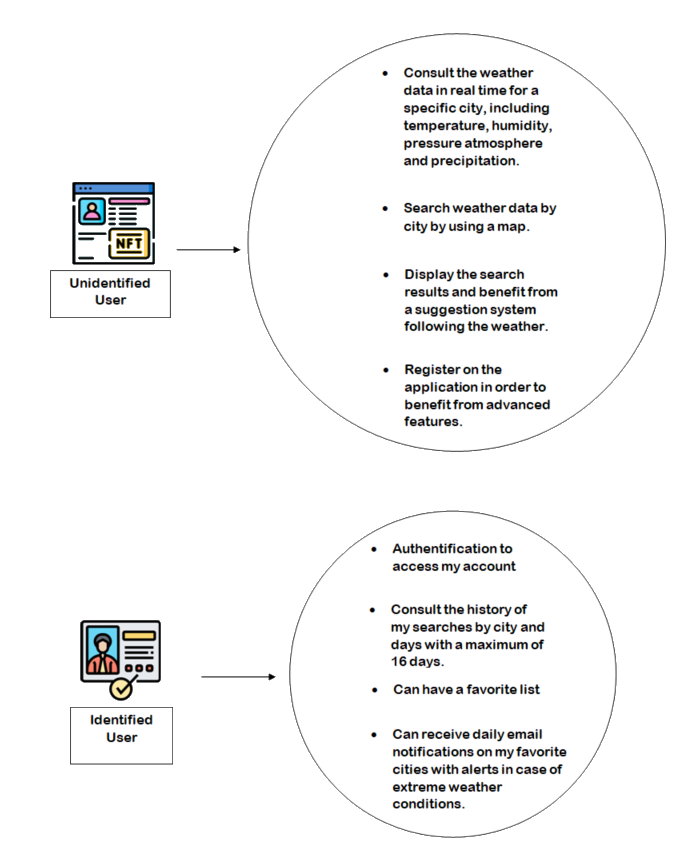 • Consult the weather
data in real time for a
specific city, including
temperature, humidity,
pressure atmosphere
and precipitation.
• Search weather data by
city by using a map.
NFT
Unidentified
User
• Display the search
results and benefit from
a suggestion system
following the weather.
• Register on the
application in order to
benefit from advanced
features.
• Authentification to
access my account
• Consult the history of
my searches by city and
days with a maximum of
16 days.
• Can have a favorite list
Identified
User
• Can receive daily email
notifications on my favorite
cities with alerts in case of
extreme weather
conditions.